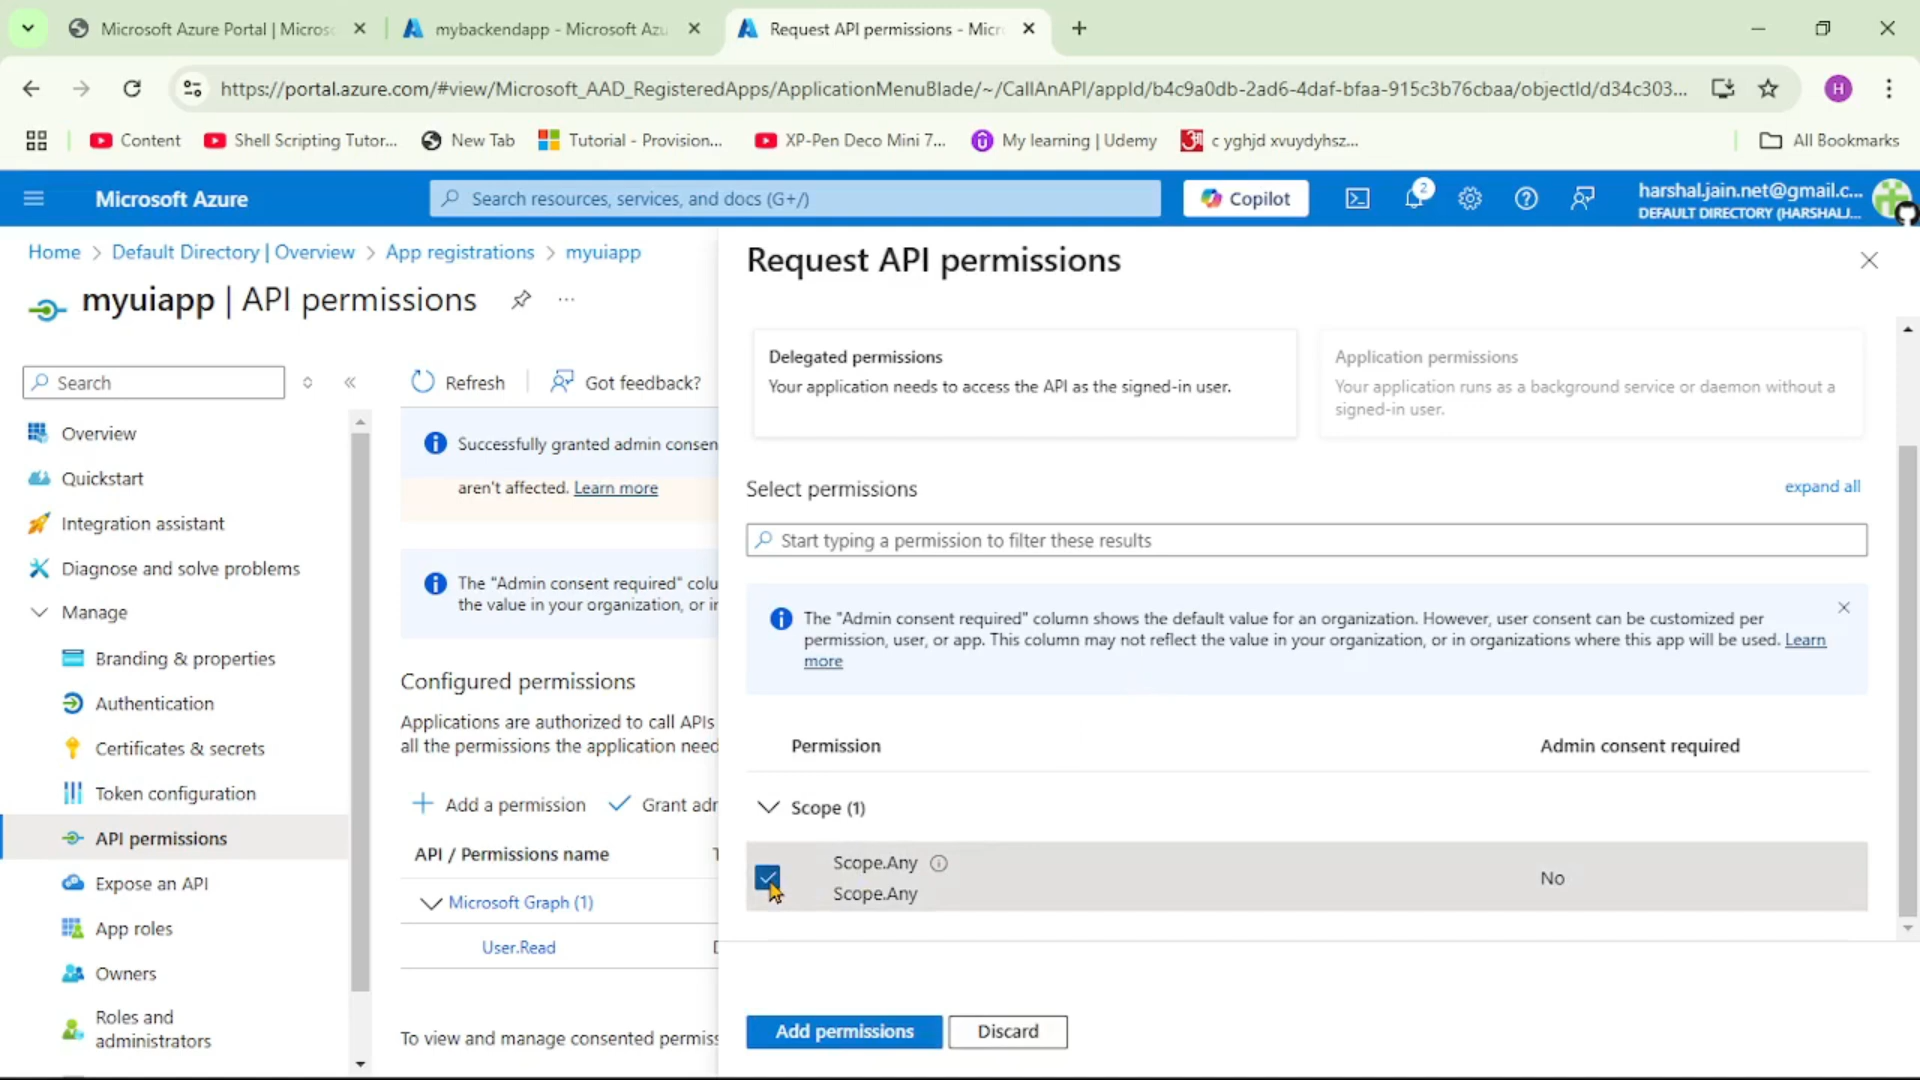 Microsoft Azure Portal | Micros
mybackendapp - Microsoft Azu
Request API permissions - Micr
https://portal.azure.com/#view/Microsoft_AAD_RegisteredApps/ApplicationMenuBlade/~/CallAnAPI/appId/b4c9a0db-2ad6-4daf-bfaa-915c3b76cbaa/objectId/d34c303...
H
Content
Shell Scripting Tutor...
New Tab
Tutorial - Provision...
XP-Pen Deco Mini 7...
My learning | Udemy
c yghjd xvuydyhsz...
All Bookmarks
Microsoft Azure
Search resources, services, and docs (G+/)
Copilot
2
harshal.jain.net@gmail.c...
DEFAULT DIRECTORY (HARSHALJ...
Home > Default Directory | Overview > App registrations > myuiapp
myuiapp | API permissions
Search
Overview
Quickstart
Integration assistant
Diagnose and solve problems
Manage
Branding & properties
Authentication
Certificates & secrets
Token configuration
API permissions
Expose an API
App roles
Owners
Roles and
administrators
Refresh
Got feedback?
Successfully granted admin consen
aren't affected. Learn more
The "Admin consent required" colu
the value in your organization, or in
Configured permissions
Applications are authorized to call APIs
all the permissions the application need
Add a permission
Grant adr
API / Permissions name
Microsoft Graph (1)
User.Read
To view and manage consented permiss
Request API permissions
Delegated permissions
Your application needs to access the API as the signed-in user.
Application permissions
Your application runs as a background service or daemon without a
signed-in user.
Select permissions
expand all
Start typing a permission to filter these results
The "Admin consent required" column shows the default value for an organization. However, user consent can be customized per
permission, user, or app. This column may not reflect the value in your organization, or in organizations where this app will be used. Learn
more
Permission
Admin consent required
Scope (1)
Scope.Any
Scope.Any
No
Add permissions
Discard